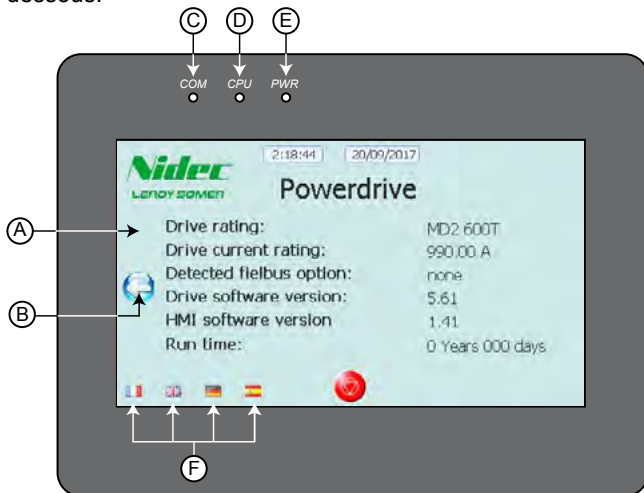 C D E
COM CPU PWR
2:18:44 20/09/2017
Nidec
LEROY SOMER
Powerdrive
A
Drive rating: MD2 600T
Drive current rating: 990.00 A
Detected fielbus option: none
B
Drive software version: 5.61
HMI software version 1.41
Run time: 0 Years 000 days
F